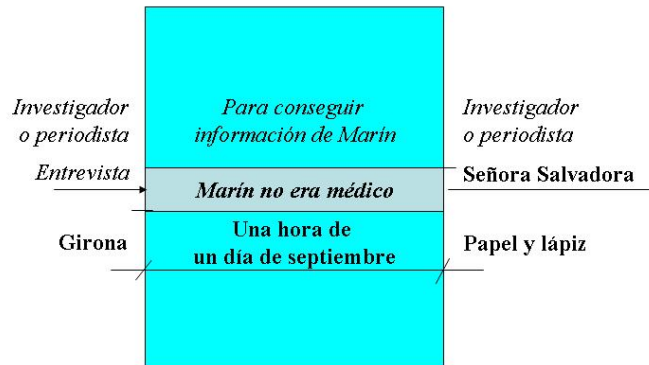 Investigador
o periodista
Para conseguir
información de Marín
Investigador
o periodista
Entrevista
Marín no era médico
Señora Salvadora
Girona
Una hora de
un día de septiembre
Papel y lápiz